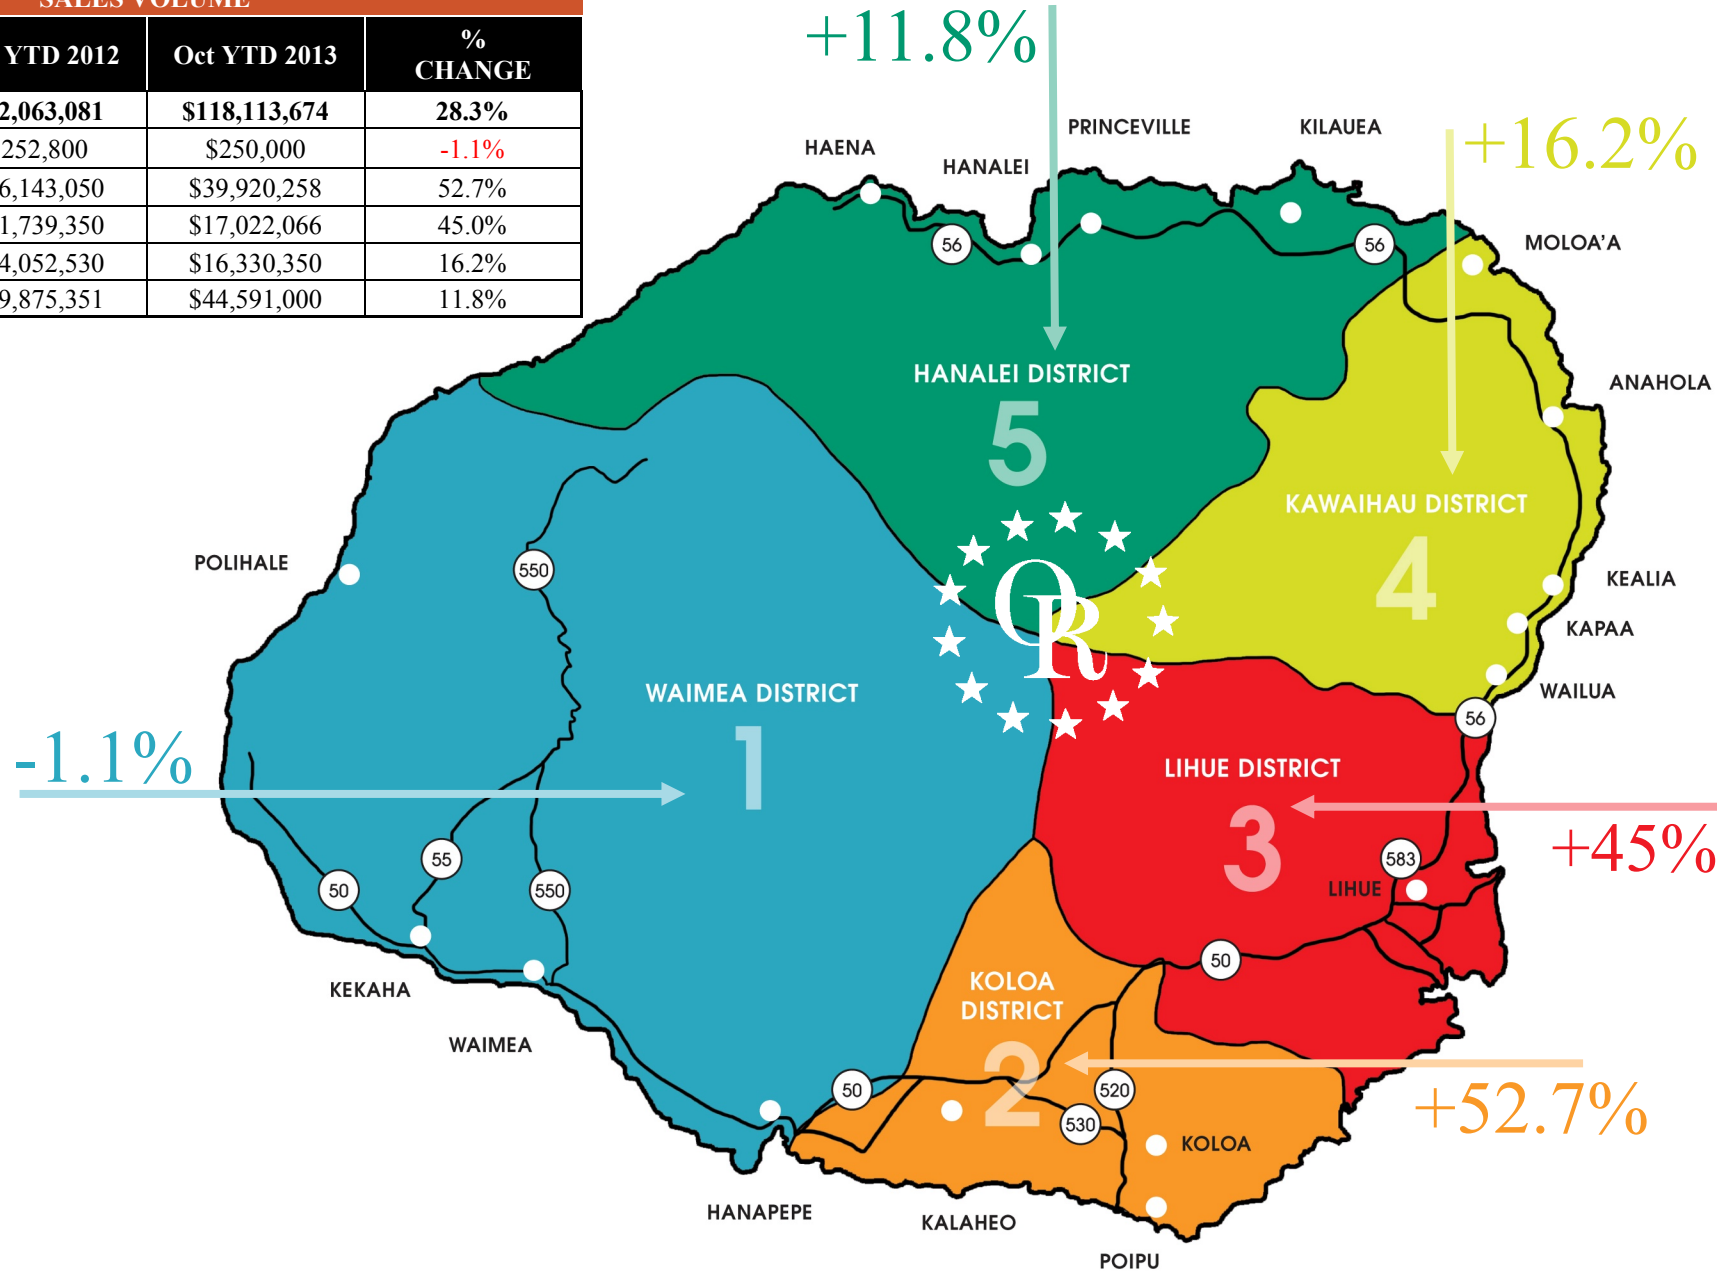 SALES VOLUME
YTD 2012 Oct YTD 2013 % CHANGE
2,063,081 $118,113,674 28.3%
252,800 $250,000 -1.1%
6,143,050 $39,920,258 52.7%
1,739,350 $17,022,066 45.0%
4,052,530 $16,330,350 16.2%
9,875,351 $44,591,000 11.8%
+11.8%
PRINCEVILLE
KILAUEA
HAENA
HANALEI
+16.2%
56
56
MOLOA'A
HANALEI DISTRICT
5
ANAHOLA
KAWAIHAU DISTRICT
4
POLIHALE
550
KEALIA
OR
KAPAA
WAIMEA DISTRICT
1
WAILUA
56
-1.1%
LIHUE DISTRICT
3
+45%
55
583
50
550
LIHUE
50
KEKAHA
KOLOA
DISTRICT
2
WAIMEA
50
520
+52.7%
530
KOLOA
HANAPEPE
KALAHEO
POIPU